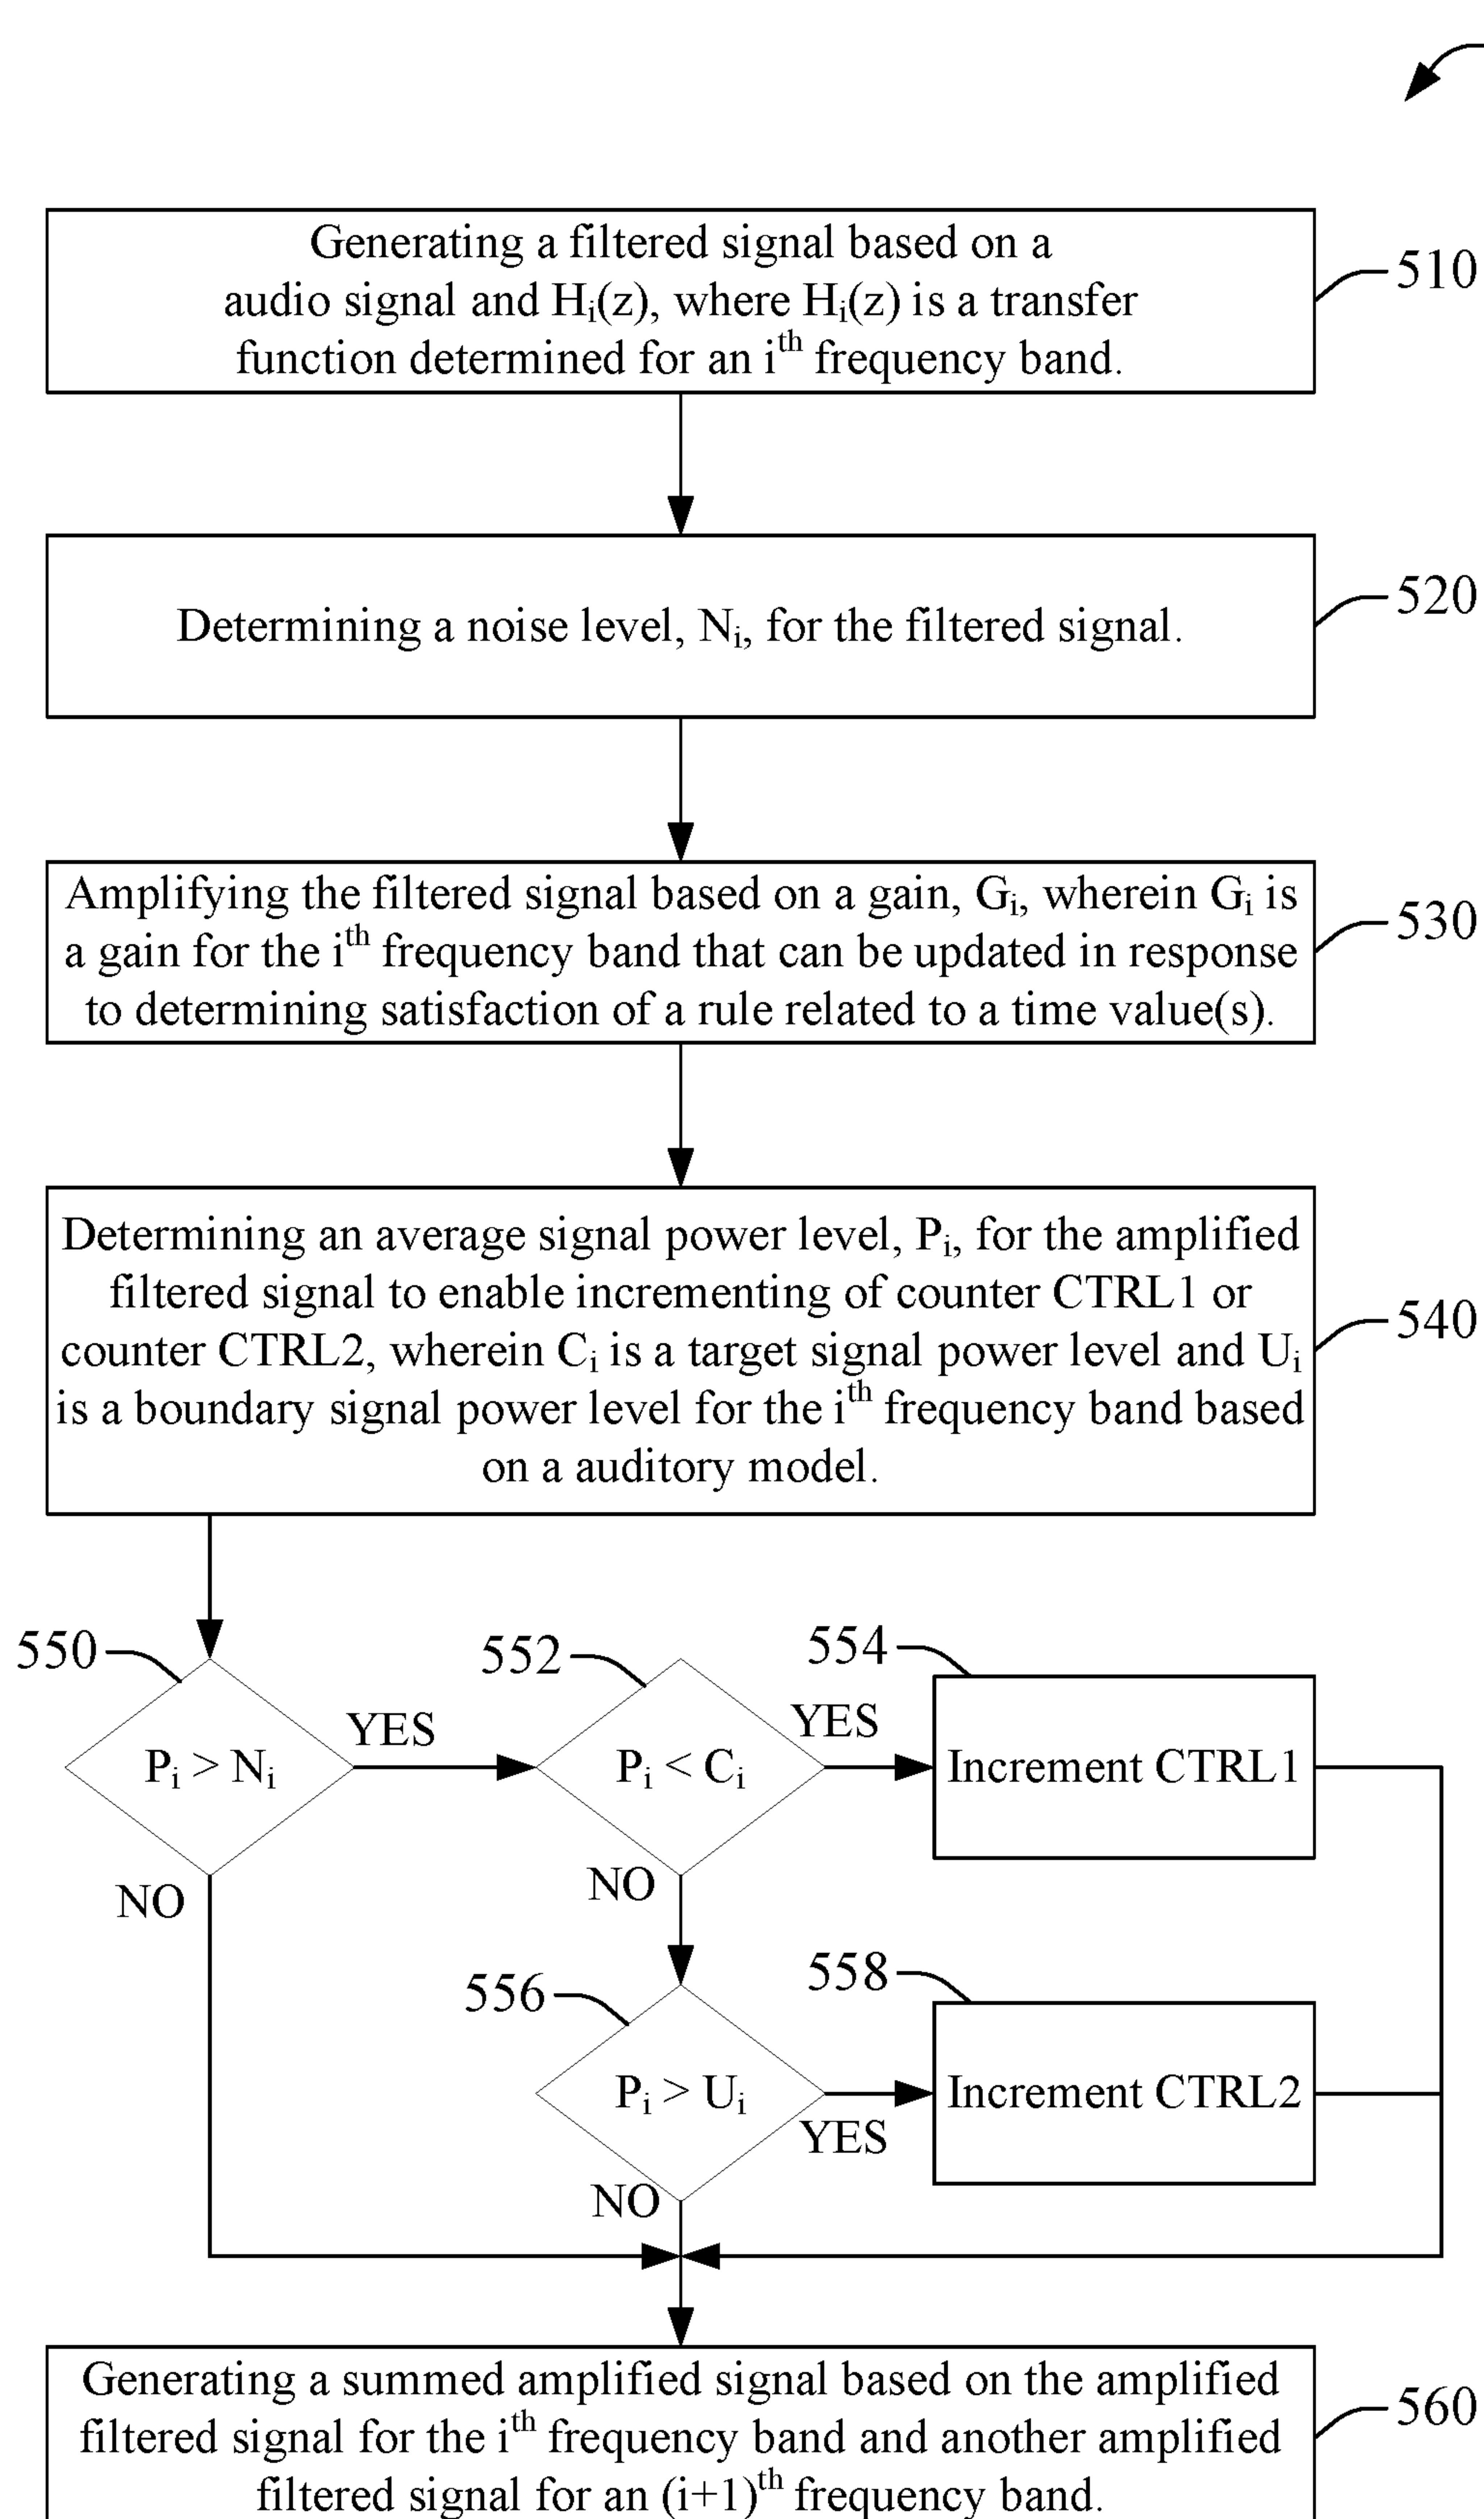 Generating a filtered signal based on a
audio signal and Hi(z), where Hi(z) is a transfer
function determined for an ith frequency band.
510
Determining a noise level, Ni, for the filtered signal.
520
Amplifying the filtered signal based on a gain, Gi, wherein Gi is
a gain for the ith frequency band that can be updated in response
to determining satisfaction of a rule related to a time value(s).
530
Determining an average signal power level, Pi, for the amplified
filtered signal to enable incrementing of counter CTRL1 or
counter CTRL2, wherein Ci is a target signal power level and Ui
is a boundary signal power level for the ith frequency band based
on a auditory model.
540
550
Pi > Ni
YES
NO
552
Pi < Ci
YES
NO
554
Increment CTRL1
556
Pi > Ui
YES
NO
558
Increment CTRL2
Generating a summed amplified signal based on the amplified
filtered signal for the ith frequency band and another amplified
filtered signal for an (i+1)th frequency band.
560